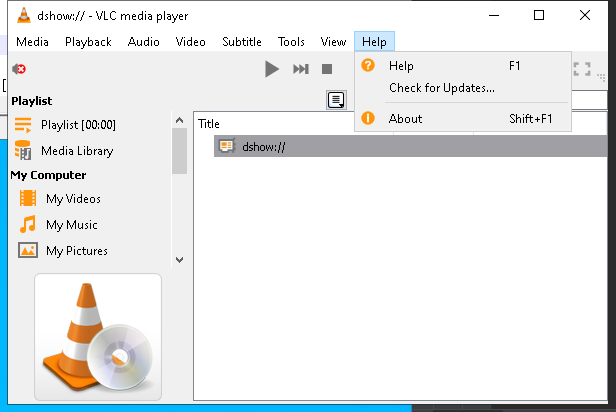 dshow:// - VLC media player
Media Playback Audio Video Subtitle Tools View Help
Help F1
Check for Updates...
About Shift+F1
Playlist
Playlist [00:00]
Media Library
My Computer
My Videos
My Music
My Pictures
Title
dshow://